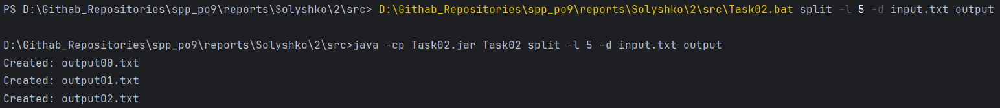 PS D:\Githab_Repositories\spp_po9\reports\Solyshko\2\src> D:\Githab_Repositories\spp_po9\reports\Solyshko\2\src\Task02.bat split -l 5 -d input.txt output
D:\Githab_Repositories\spp_po9\reports\Solyshko\2\src>java -cp Task02.jar Task02 split -l 5 -d input.txt output
Created: output00.txt
Created: output01.txt
Created: output02.txt